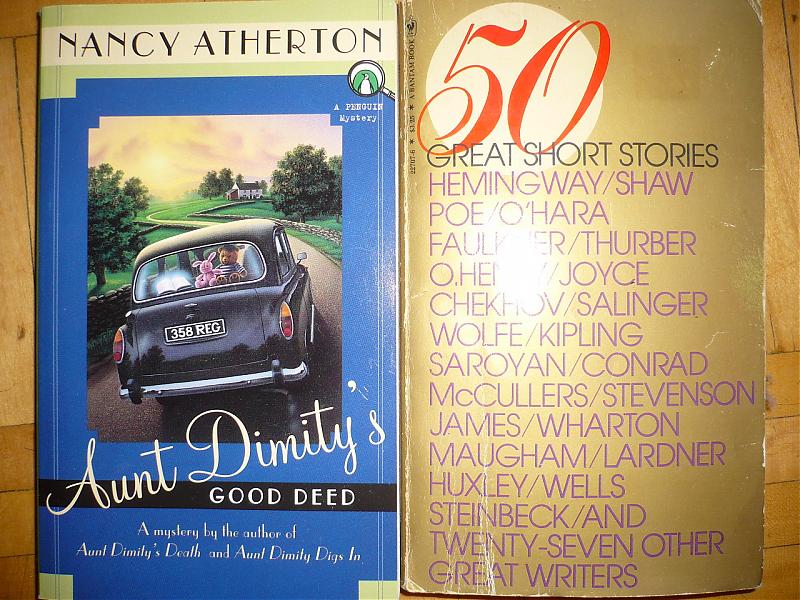 NANCY ATHERTON
A PENGUIN
Mystery
358 REG
Aunt Dimity's
GOOD DEED
A mystery by the author of
Aunt Dimity's Death and Aunt Dimity Digs In
A BANTAM BOOK
50
GREAT SHORT STORIES
HEMINGWAY/SHAW
POE/O'HARA
FAULKNER/THURBER
O.HENRY/JOYCE
CHEKHOV/SALINGER
WOLFE/KIPLING
SAROYAN/CONRAD
McCULLERS/STEVENSON
JAMES/WHARTON
MAUGHAM/LARDNER
HUXLEY/WELLS
STEINBECK/AND
TWENTY-SEVEN OTHER
GREAT WRITERS